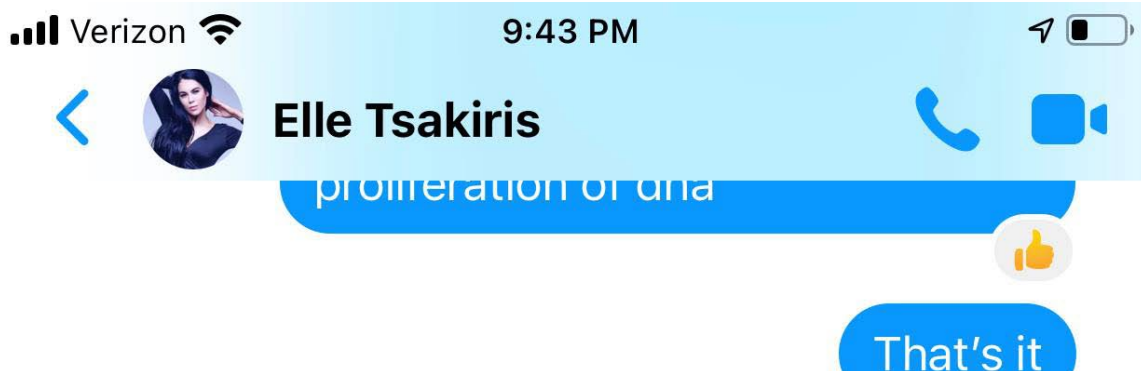 Verizon 9:43 PM
Elle Tsakiris
proliferation of dna
That's it